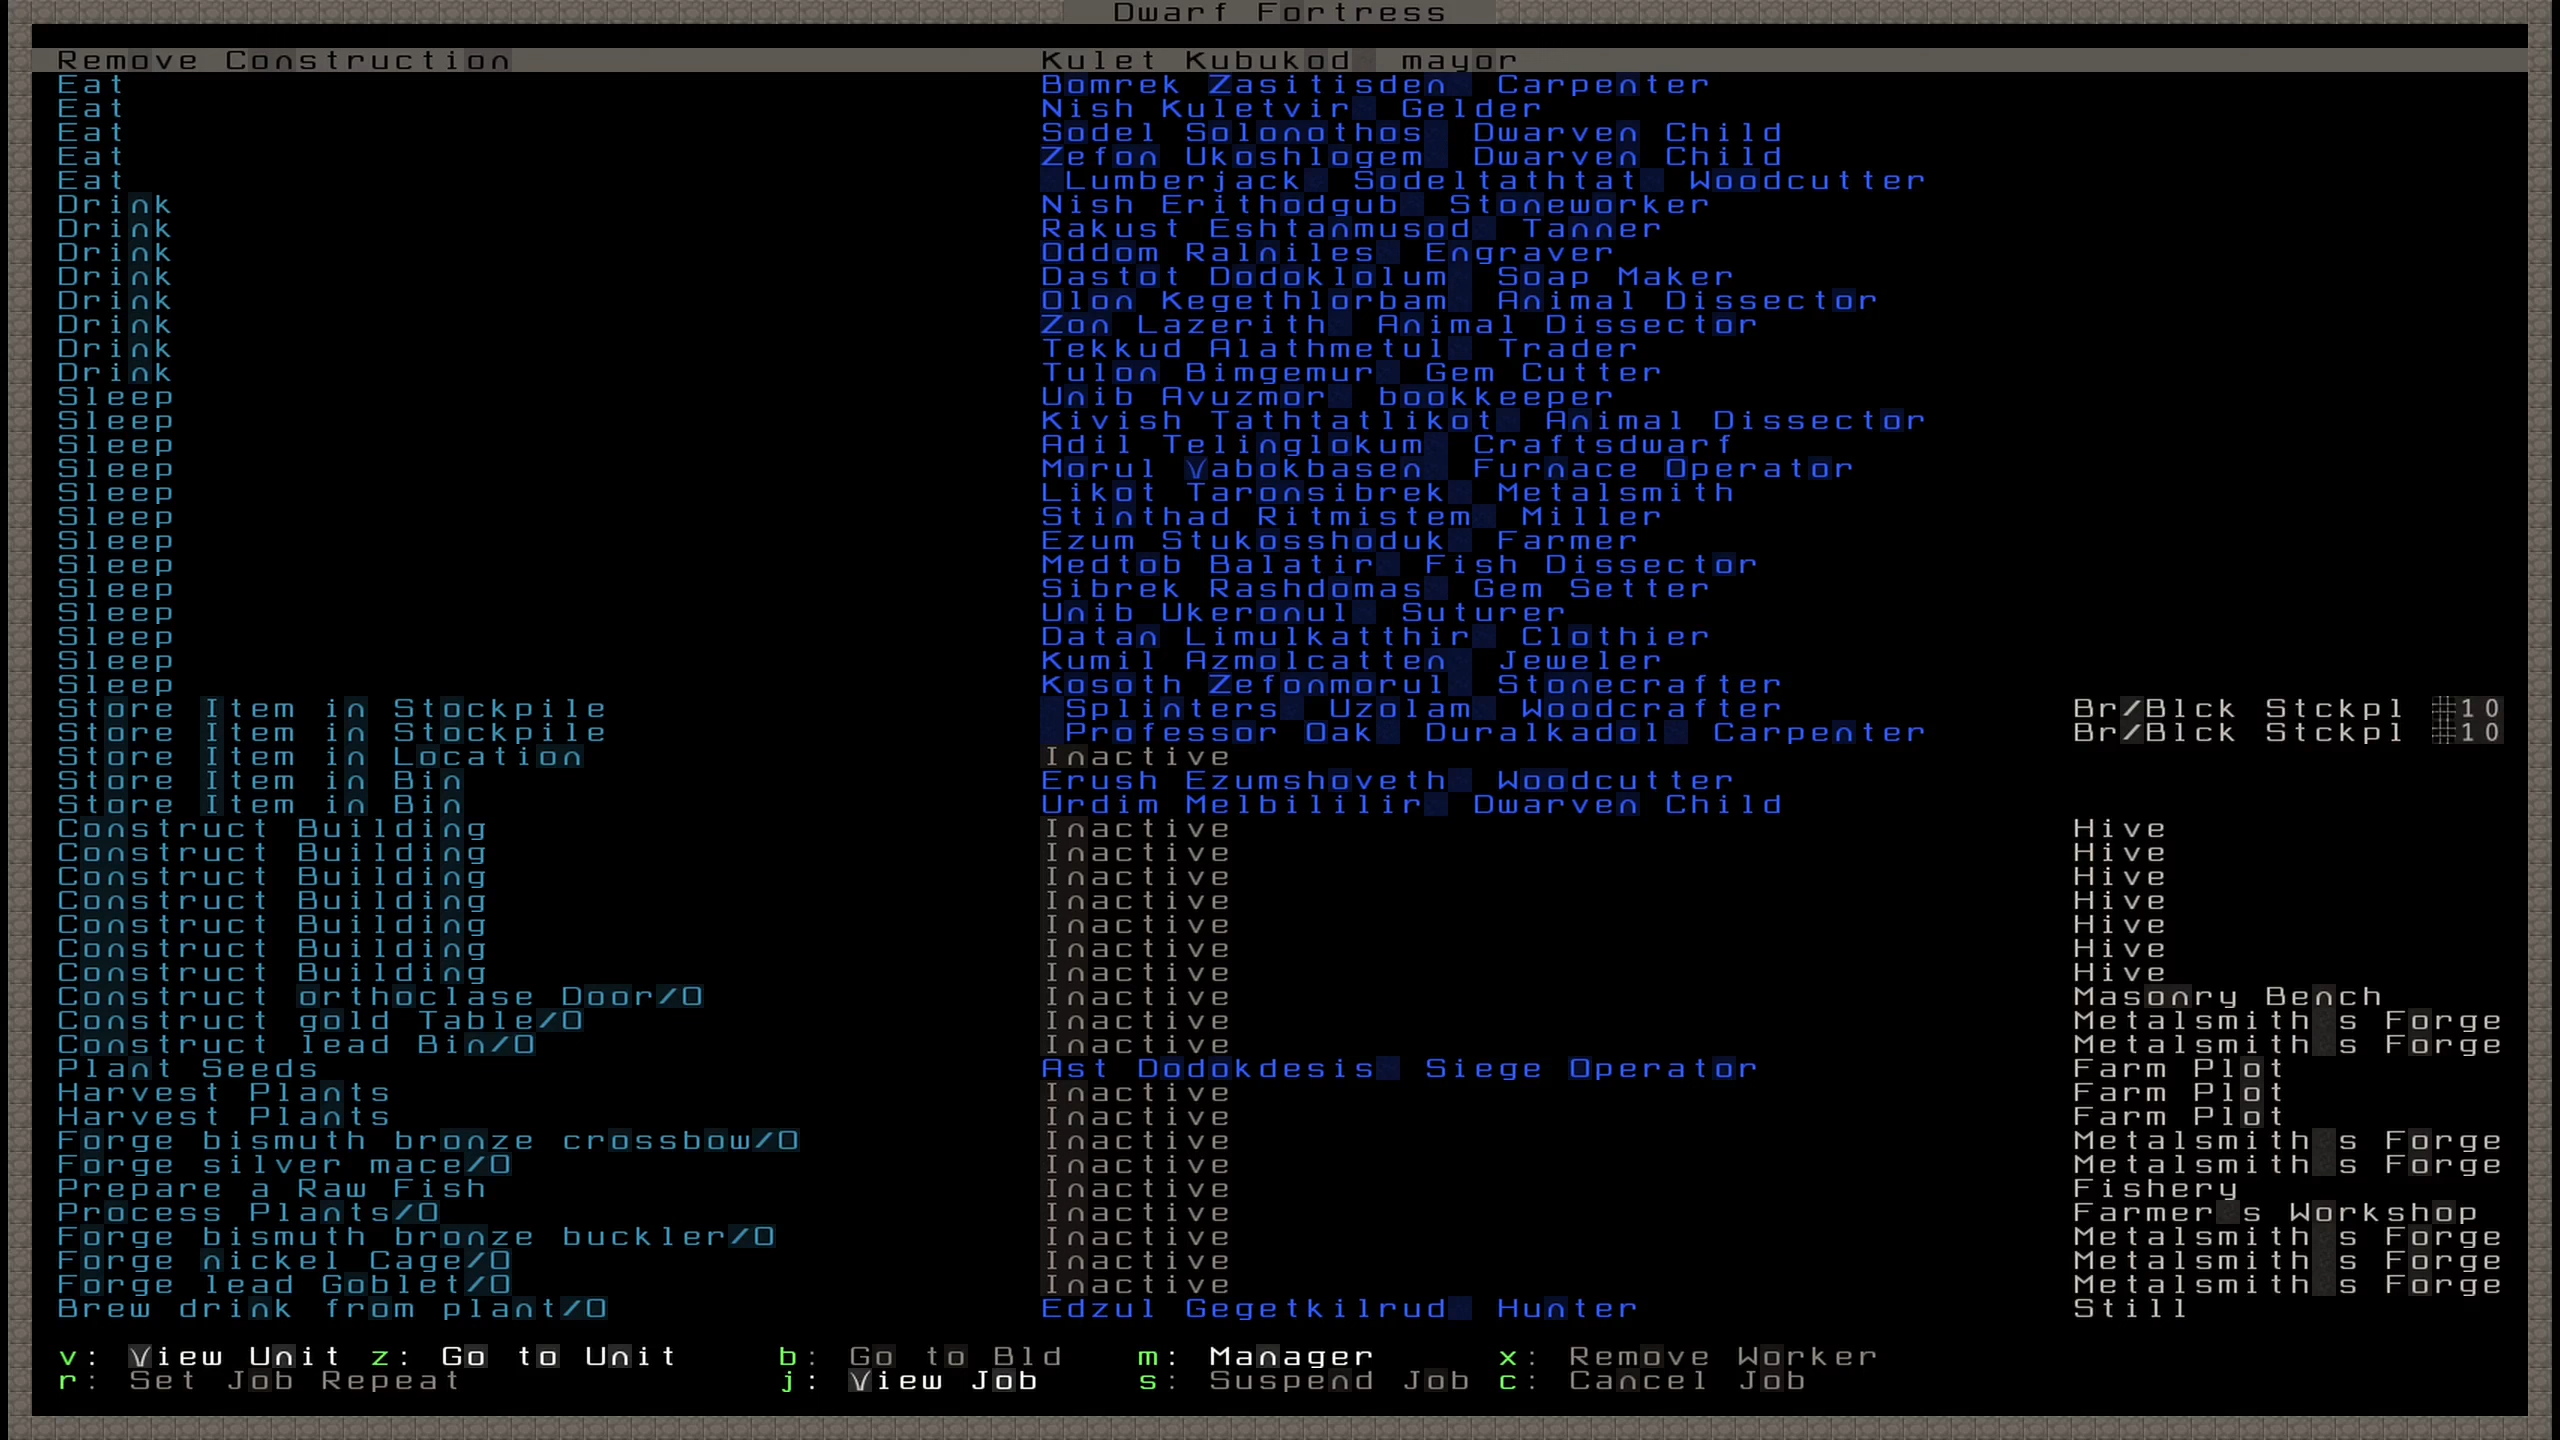 Dwarf Fortress
Remove Construction Kulet Kubukod mayor
Eat Bomrek Zasitisden Carpenter
Eat Nish Kuletvir Gelder
Eat Sodel Solonothos Dwarven Child
Eat Zefon Ukoshlogem Dwarven Child
Eat Lumberjack Sodeltathtat Woodcutter
Drink Nish Erithodgub Stoneworker
Drink Rakust Eshtanmusod Tanner
Drink Oddom Ralniles Engraver
Drink Dastot Dodoklolum Soap Maker
Drink Olon Kegethlorbam Animal Dissector
Drink Zon Lazerith Animal Dissector
Drink Tekkud Alathmetul Trader
Drink Tulon Bimgemur Gem Cutter
Sleep Unib Avuzmor bookkeeper
Sleep Kivish Tathtatlikot Animal Dissector
Sleep Adil Telinglokum Craftsdwarf
Sleep Morul Vabokbasen Furnace Operator
Sleep Likot Taronsibrek Metalsmith
Sleep Stinthad Ritmistem Miller
Sleep Ezum Stukosshoduk Farmer
Sleep Medtob Balatir Fish Dissector
Sleep Sibrek Rashdomas Gem Setter
Sleep Unib Ukeronul Suturer
Sleep Datan Limulkatthir Clothier
Sleep Kumil Azmolcatten Jeweler
Sleep Kosoth Zefonmorul Stonecrafter
Store Item in Stockpile Splinters Uzolam Woodcrafter Br/Blck Stckpl #10
Store Item in Stockpile Professor Oak Duralkadol Carpenter Br/Blck Stckpl #10
Store Item in Location Inactive
Store Item in Bin Erush Ezumshoveth Woodcutter
Store Item in Bin Urdim Melbililir Dwarven Child
Construct Building Inactive Hive
Construct Building Inactive Hive
Construct Building Inactive Hive
Construct Building Inactive Hive
Construct Building Inactive Hive
Construct Building Inactive Hive
Construct Building Inactive Hive
Construct orthoclase Door/O Inactive Masonry Bench
Construct gold Table/O Inactive Metalsmith s Forge
Construct lead Bin/O Inactive Metalsmith s Forge
Plant Seeds Ast Dodokdesis Siege Operator Farm Plot
Harvest Plants Inactive Farm Plot
Harvest Plants Inactive Farm Plot
Forge bismuth bronze crossbow/O Inactive Metalsmith s Forge
Forge silver mace/O Inactive Metalsmith s Forge
Prepare a Raw Fish Inactive Fishery
Process Plants/O Inactive Farmer s Workshop
Forge bismuth bronze buckler/O Inactive Metalsmith s Forge
Forge nickel Cage/O Inactive Metalsmith s Forge
Forge lead Goblet/O Inactive Metalsmith s Forge
Brew drink from plant/O Edzul Gegetkilrud Hunter Still
v: View Unit z: Go to Unit b: Go to Bld m: Manager x: Remove Worker
r: Set Job Repeat j: View Job s: Suspend Job c: Cancel Job